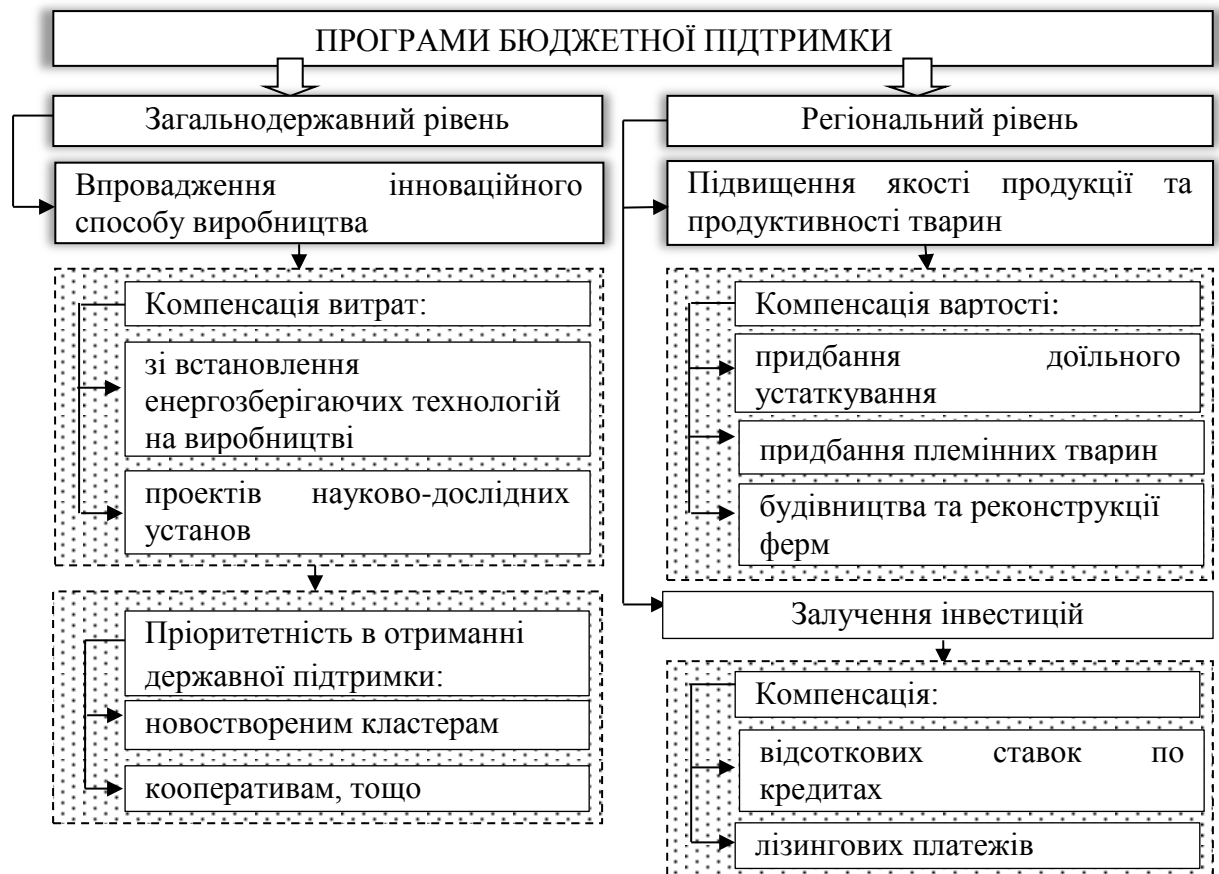 ПРОГРАМИ БЮДЖЕТНОЇ ПІДТРИМКИ
Загальнодержавний рівень
Впровадження інноваційного
способу виробництва
Компенсація витрат:
зі встановлення
енергозберігаючих технологій
на виробництві
проектів науково-дослідних
установ
Пріоритетність в отриманні
державної підтримки:
новоствореним кластерам
кооперативам, тощо
Регіональний рівень
Підвищення якості продукції та
продуктивності тварин
Компенсація вартості:
придбання доїльного
устаткування
придбання племінних тварин
будівництва та реконструкції
ферм
Залучення інвестицій
Компенсація:
відсоткових ставок по
кредитах
лізингових платежів